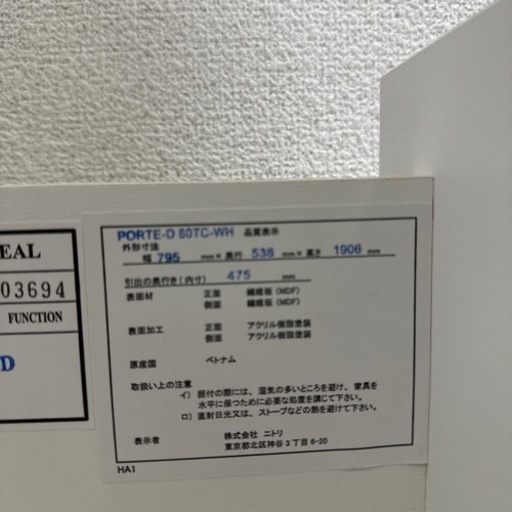 EAL
03694
FUNCTION
D
PORTE-D 80TC-WH 品質表示
外形寸法
幅 795 mm× 奥行 538 mm× 高さ 1906 mm
引出の奥行き(内寸) 475 mm
表面材 正面 繊維板(MDF)
側面 繊維板(MDF)
表面加工 正面 アクリル樹脂塗装
側面 アクリル樹脂塗装
原産国 ベトナム
取扱い上の注意
イ) 据付の際には、湿気の多いところを避け、家具を
水平に保つために必要な処置を講じて下さい。
ロ) 直射日光又は、ストーブなどの熱を避けて下さい。
表示者 株式会社 ニトリ
東京都北区神谷3丁目6-20
HA1